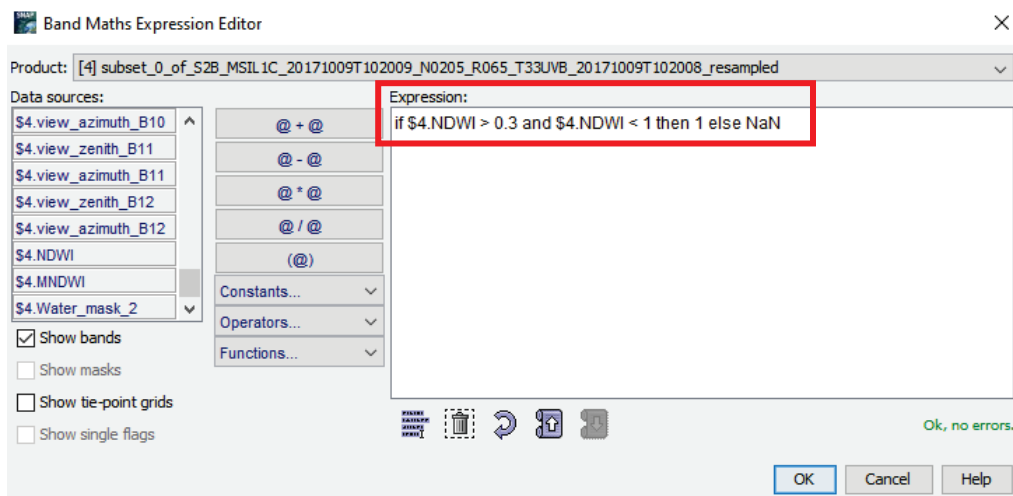 Band Maths Expression Editor
Product: [4] subset_0_of_S2B_MSIL1C_20171009T102009_N0205_R065_T33UVB_20171009T102008_resampled
Data sources:
$4.view_azimuth_B10
$4.view_zenith_B11
$4.view_azimuth_B11
$4.view_zenith_B12
$4.view_azimuth_B12
$4.NDWI
$4.MNDWI
$4.Water_mask_2
Show bands
Show masks
Show tie-point grids
Show single flags
@ + @
@ - @
@ * @
@ / @
(@)
Constants...
Operators...
Functions...
Expression:
if $4.NDWI > 0.3 and $4.NDWI < 1 then 1 else NaN
Ok, no errors.
OK
Cancel
Help